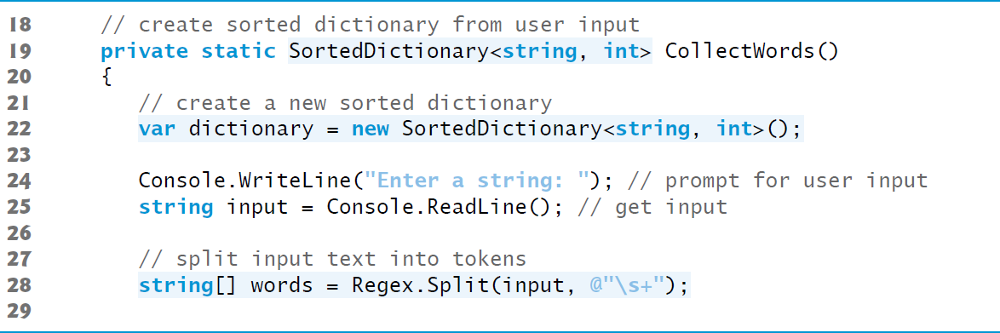 18 // create sorted dictionary from user input
19 private static SortedDictionary<string, int> CollectWords()
20 {
21 // create a new sorted dictionary
22 var dictionary = new SortedDictionary<string, int>();
23
24 Console.WriteLine("Enter a string: "); // prompt for user input
25 string input = Console.ReadLine(); // get input
26
27 // split input text into tokens
28 string[] words = Regex.Split(input, @"\s+");
29